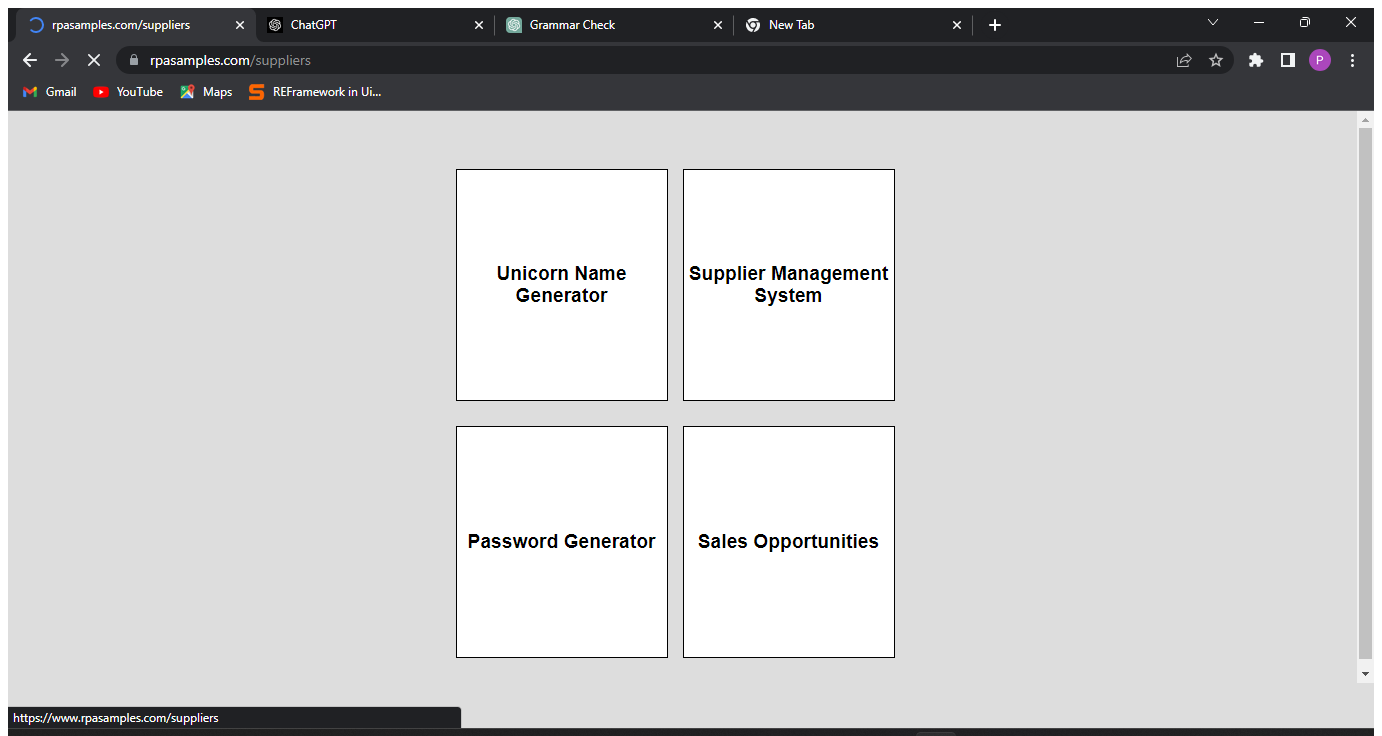 rpasamples.com/suppliers
ChatGPT
Grammar Check
New Tab
rpasamples.com/suppliers
P
Gmail
YouTube
Maps
REFramework in Ui...
Unicorn Name
Generator
Supplier Management
System
Password Generator
Sales Opportunities
https://www.rpasamples.com/suppliers